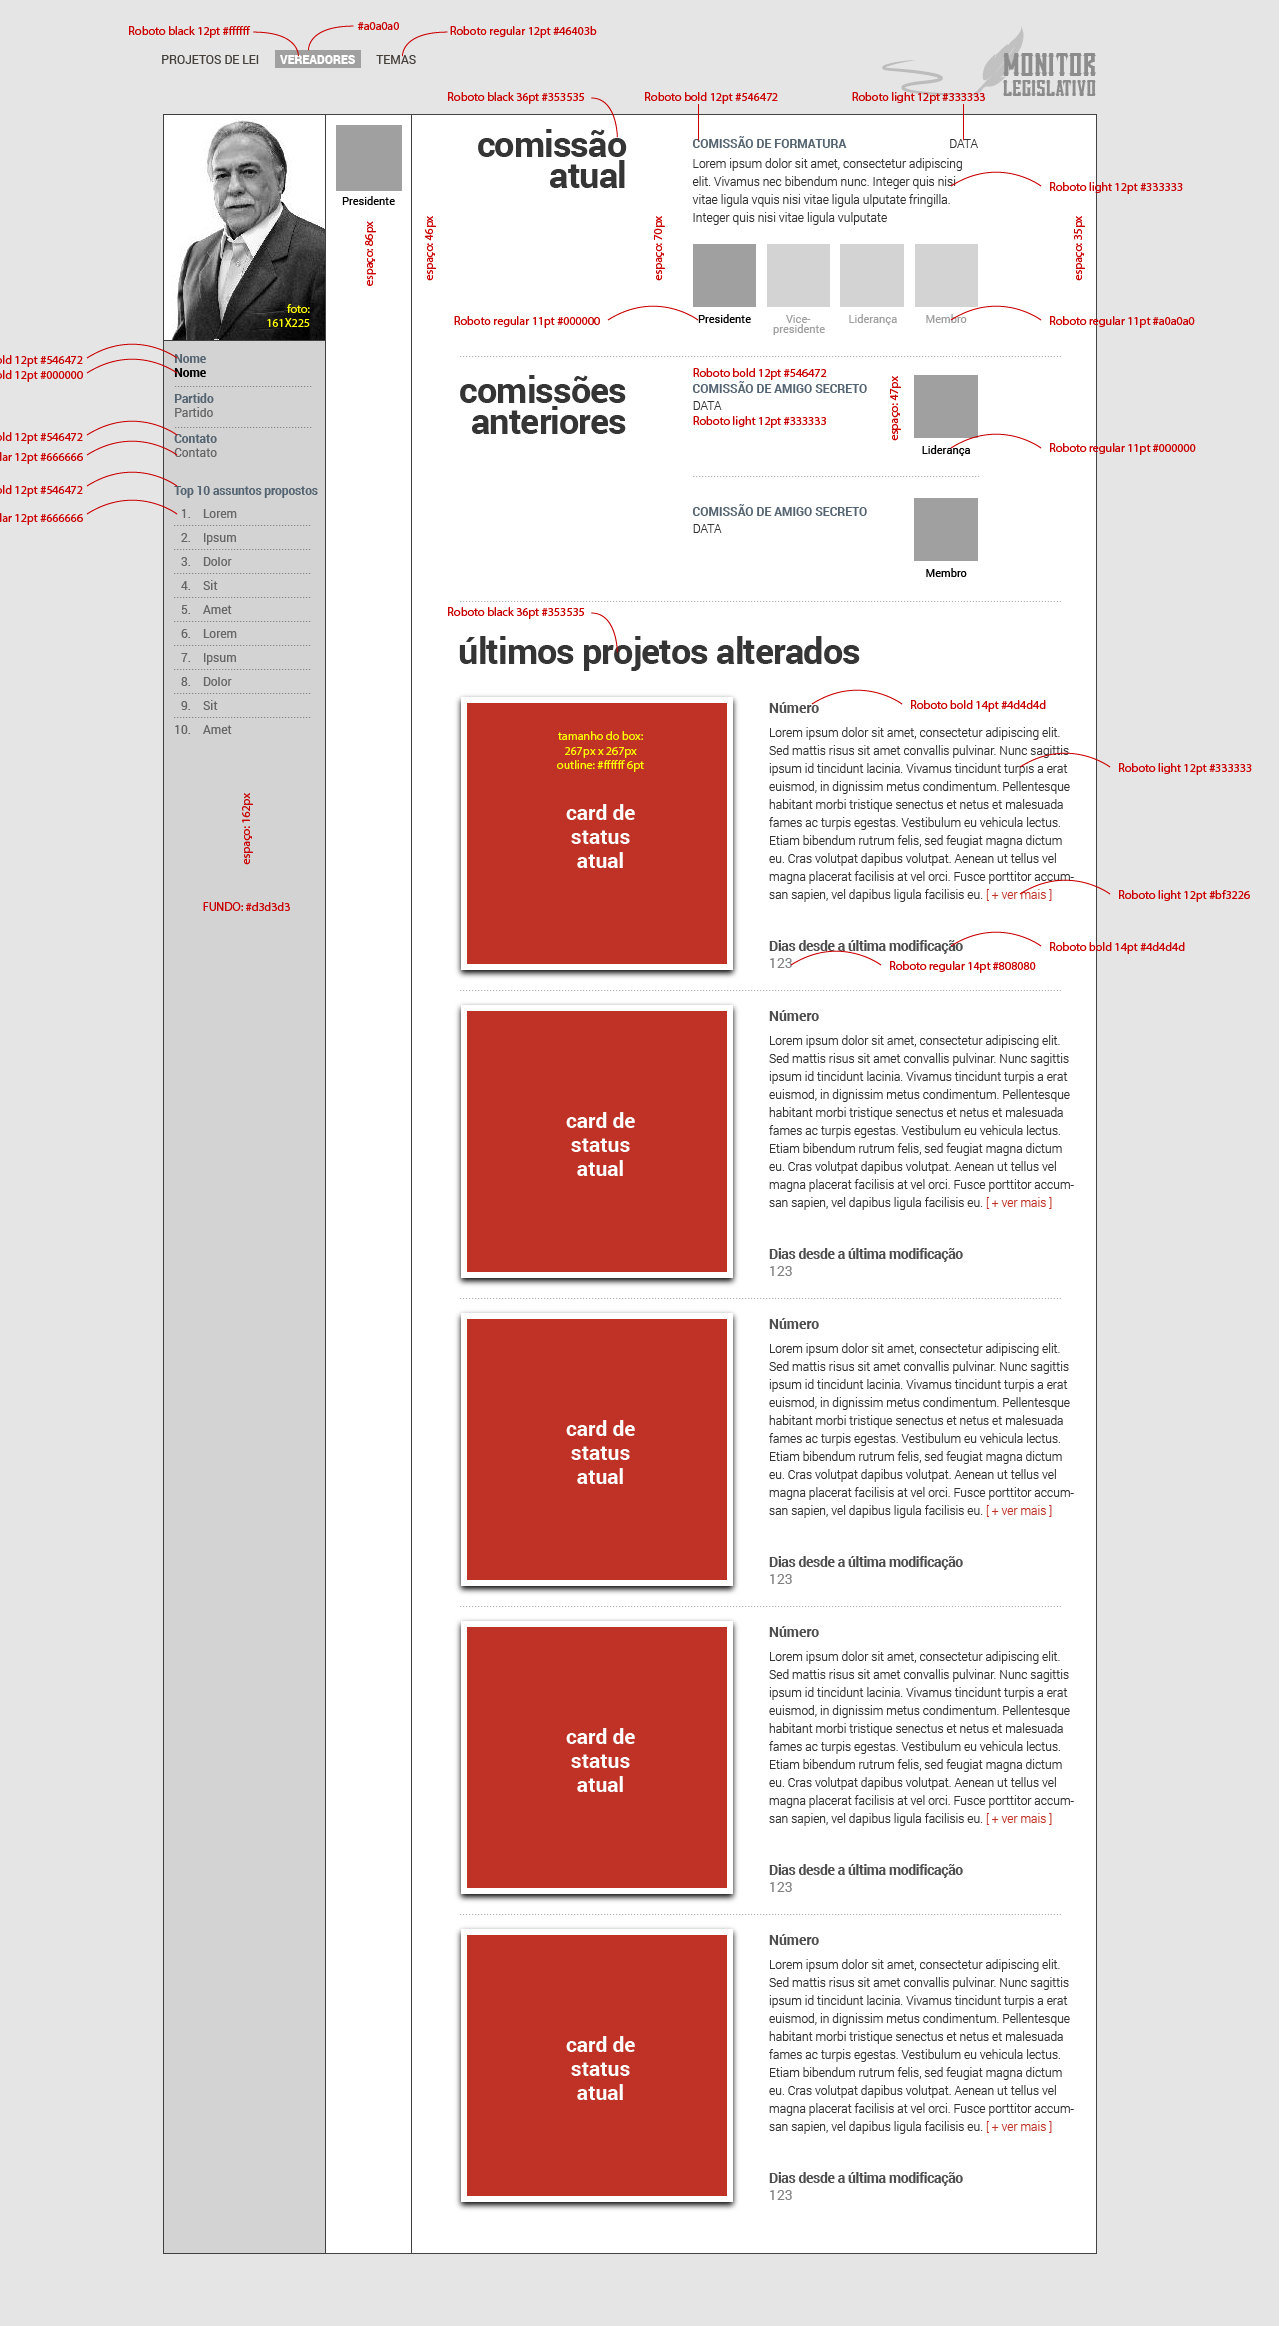 Roboto black 12pt #ffffff
#a0a0a0
Roboto regular 12pt #46403b
PROJETOS DE LEI
VEREADORES
TEMAS
MONITOR
LEGISLATIVO
Roboto black 36pt #353535
Roboto bold 12pt #546472
Roboto light 12pt #333333
foto:
161X225
old 12pt #546472
old 12pt #000000
Nome
Nome
Partido
Partido
old 12pt #546472
lar 12pt #666666
Contato
Contato
old 12pt #546472
lar 12pt #666666
Top 10 assuntos propostos
1. Lorem
2. Ipsum
3. Dolor
4. Sit
5. Amet
6. Lorem
7. Ipsum
8. Dolor
9. Sit
10. Amet
espaço: 162px
FUNDO: #d3d3d3
Presidente
espaço: 86px
espaço: 46px
comissão
atual
espaço: 70px
COMISSÃO DE FORMATURA
DATA
Lorem ipsum dolor sit amet, consectetur adipiscing
elit. Vivamus nec bibendum nunc. Integer quis nisi
vitae ligula vquis nisi vitae ligula ulputate fringilla.
Integer quis nisi vitae ligula vulputate
Roboto light 12pt #333333
espaço: 35px
Roboto regular 11pt #000000
Presidente
Vice-
presidente
Liderança
Membro
Roboto regular 11pt #a0a0a0
comissões
anteriores
Roboto bold 12pt #546472
COMISSÃO DE AMIGO SECRETO
DATA
Roboto light 12pt #333333
espaço: 47px
Liderança
Roboto regular 11pt #000000
COMISSÃO DE AMIGO SECRETO
DATA
Membro
Roboto black 36pt #353535
últimos projetos alterados
tamanho do box:
267px x 267px
outline: #ffffff 6pt
card de
status
atual
Número
Roboto bold 14pt #4d4d4d
Lorem ipsum dolor sit amet, consectetur adipiscing elit.
Sed mattis risus sit amet convallis pulvinar. Nunc sagittis
ipsum id tincidunt lacinia. Vivamus tincidunt turpis a erat
euismod, in dignissim metus condimentum. Pellentesque
habitant morbi tristique senectus et netus et malesuada
fames ac turpis egestas. Vestibulum eu vehicula lectus.
Etiam bibendum rutrum felis, sed feugiat magna dictum
eu. Cras volutpat dapibus volutpat. Aenean ut tellus vel
magna placerat facilisis at vel orci. Fusce porttitor accum-
san sapien, vel dapibus ligula facilisis eu. [ + ver mais ]
Roboto light 12pt #333333
Roboto light 12pt #bf3226
Dias desde a última modificação
123
Roboto bold 14pt #4d4d4d
Roboto regular 14pt #808080
card de
status
atual
Número
Lorem ipsum dolor sit amet, consectetur adipiscing elit.
Sed mattis risus sit amet convallis pulvinar. Nunc sagittis
ipsum id tincidunt lacinia. Vivamus tincidunt turpis a erat
euismod, in dignissim metus condimentum. Pellentesque
habitant morbi tristique senectus et netus et malesuada
fames ac turpis egestas. Vestibulum eu vehicula lectus.
Etiam bibendum rutrum felis, sed feugiat magna dictum
eu. Cras volutpat dapibus volutpat. Aenean ut tellus vel
magna placerat facilisis at vel orci. Fusce porttitor accum-
san sapien, vel dapibus ligula facilisis eu. [ + ver mais ]
Dias desde a última modificação
123
card de
status
atual
Número
Lorem ipsum dolor sit amet, consectetur adipiscing elit.
Sed mattis risus sit amet convallis pulvinar. Nunc sagittis
ipsum id tincidunt lacinia. Vivamus tincidunt turpis a erat
euismod, in dignissim metus condimentum. Pellentesque
habitant morbi tristique senectus et netus et malesuada
fames ac turpis egestas. Vestibulum eu vehicula lectus.
Etiam bibendum rutrum felis, sed feugiat magna dictum
eu. Cras volutpat dapibus volutpat. Aenean ut tellus vel
magna placerat facilisis at vel orci. Fusce porttitor accum-
san sapien, vel dapibus ligula facilisis eu. [ + ver mais ]
Dias desde a última modificação
123
card de
status
atual
Número
Lorem ipsum dolor sit amet, consectetur adipiscing elit.
Sed mattis risus sit amet convallis pulvinar. Nunc sagittis
ipsum id tincidunt lacinia. Vivamus tincidunt turpis a erat
euismod, in dignissim metus condimentum. Pellentesque
habitant morbi tristique senectus et netus et malesuada
fames ac turpis egestas. Vestibulum eu vehicula lectus.
Etiam bibendum rutrum felis, sed feugiat magna dictum
eu. Cras volutpat dapibus volutpat. Aenean ut tellus vel
magna placerat facilisis at vel orci. Fusce porttitor accum-
san sapien, vel dapibus ligula facilisis eu. [ + ver mais ]
Dias desde a última modificação
123
card de
status
atual
Número
Lorem ipsum dolor sit amet, consectetur adipiscing elit.
Sed mattis risus sit amet convallis pulvinar. Nunc sagittis
ipsum id tincidunt lacinia. Vivamus tincidunt turpis a erat
euismod, in dignissim metus condimentum. Pellentesque
habitant morbi tristique senectus et netus et malesuada
fames ac turpis egestas. Vestibulum eu vehicula lectus.
Etiam bibendum rutrum felis, sed feugiat magna dictum
eu. Cras volutpat dapibus volutpat. Aenean ut tellus vel
magna placerat facilisis at vel orci. Fusce porttitor accum-
san sapien, vel dapibus ligula facilisis eu. [ + ver mais ]
Dias desde a última modificação
123